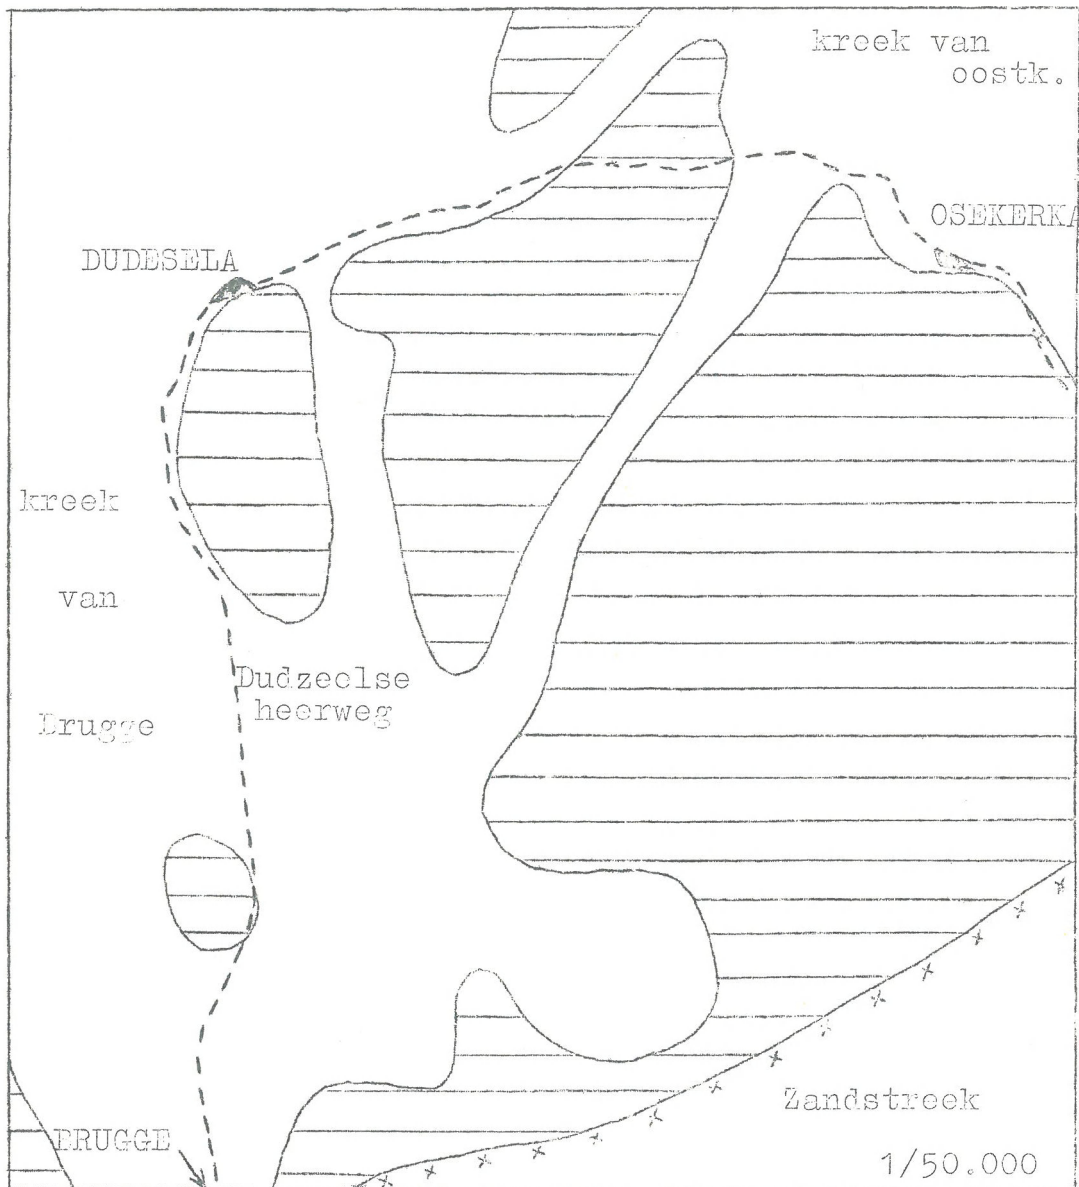 kreek van
oostk.
OSEKERKA
DUDESELA
kreek
van
Brugge
Dudzeelse
heerweg
Zandstreek
BRUGGE
1/50.000